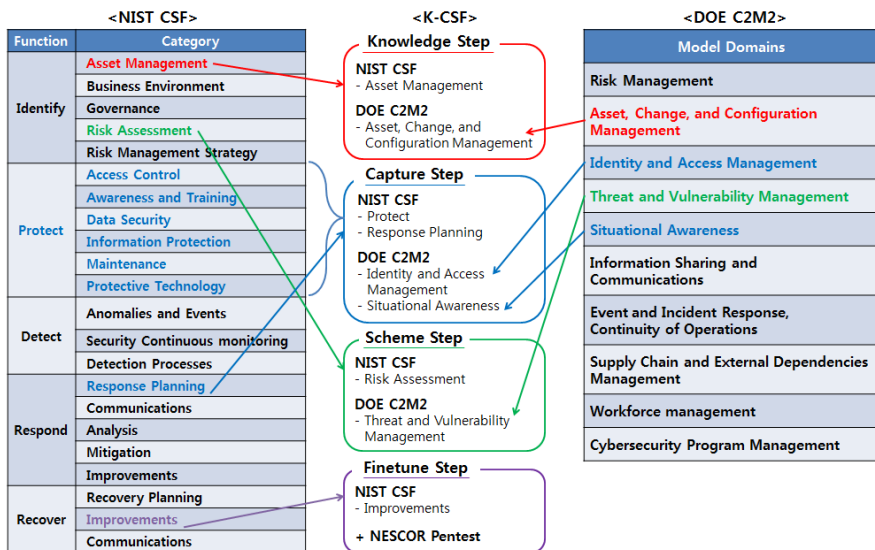 <NIST CSF>
Function
Category
Identify
Asset Management
Business Environment
Governance
Risk Assessment
Risk Management Strategy
Protect
Access Control
Awareness and Training
Data Security
Information Protection
Maintenance
Protective Technology
Detect
Anomalies and Events
Security Continuous monitoring
Detection Processes
Respond
Response Planning
Communications
Analysis
Mitigation
Improvements
Recover
Recovery Planning
Improvements
Communications
<K-CSF>
Knowledge Step
NIST CSF
- Asset Management
DOE C2M2
- Asset, Change, and
Configuration Management
Capture Step
NIST CSF
- Protect
- Response Planning
DOE C2M2
- Identity and Access
Management
- Situational Awareness
Scheme Step
NIST CSF
- Risk Assessment
DOE C2M2
- Threat and Vulnerability
Management
Finetune Step
NIST CSF
- Improvements
+ NESCOR Pentest
<DOE C2M2>
Model Domains
Risk Management
Asset, Change, and Configuration
Management
Identity and Access Management
Threat and Vulnerability Management
Situational Awareness
Information Sharing and
Communications
Event and Incident Response,
Continuity of Operations
Supply Chain and External Dependencies
Management
Workforce management
Cybersecurity Program Management